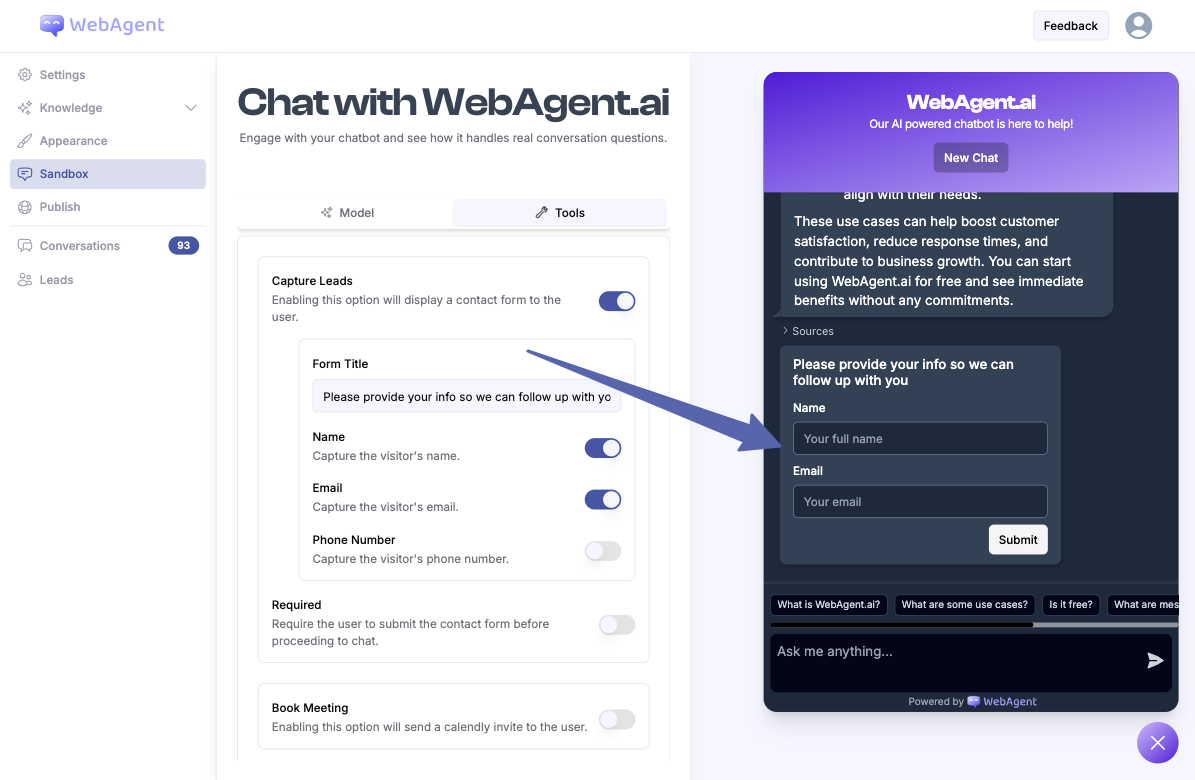 WebAgent
Feedback
Settings
Knowledge
Appearance
Sandbox
Publish
Conversations
93
Leads
Chat with WebAgent.ai
Engage with your chatbot and see how it handles real conversation questions.
Model
Tools
Capture Leads
Enabling this option will display a contact form to the
user.
Form Title
Please provide your info so we can follow up with yo
Name
Capture the visitor's name.
Email
Capture the visitor's email.
Phone Number
Capture the visitor's phone number.
Required
Require the user to submit the contact form before
proceeding to chat.
Book Meeting
Enabling this option will send a calendly invite to the user.
WebAgent.ai
Our AI powered chatbot is here to help!
New Chat
align with their needs.
These use cases can help boost customer
satisfaction, reduce response times, and
contribute to business growth. You can start
using WebAgent.ai for free and see immediate
benefits without any commitments.
Sources
Please provide your info so we can
follow up with you
Name
Your full name
Email
Your email
Submit
What is WebAgent.ai?
What are some use cases?
Is it free?
What are mes
Ask me anything...
Powered by WebAgent